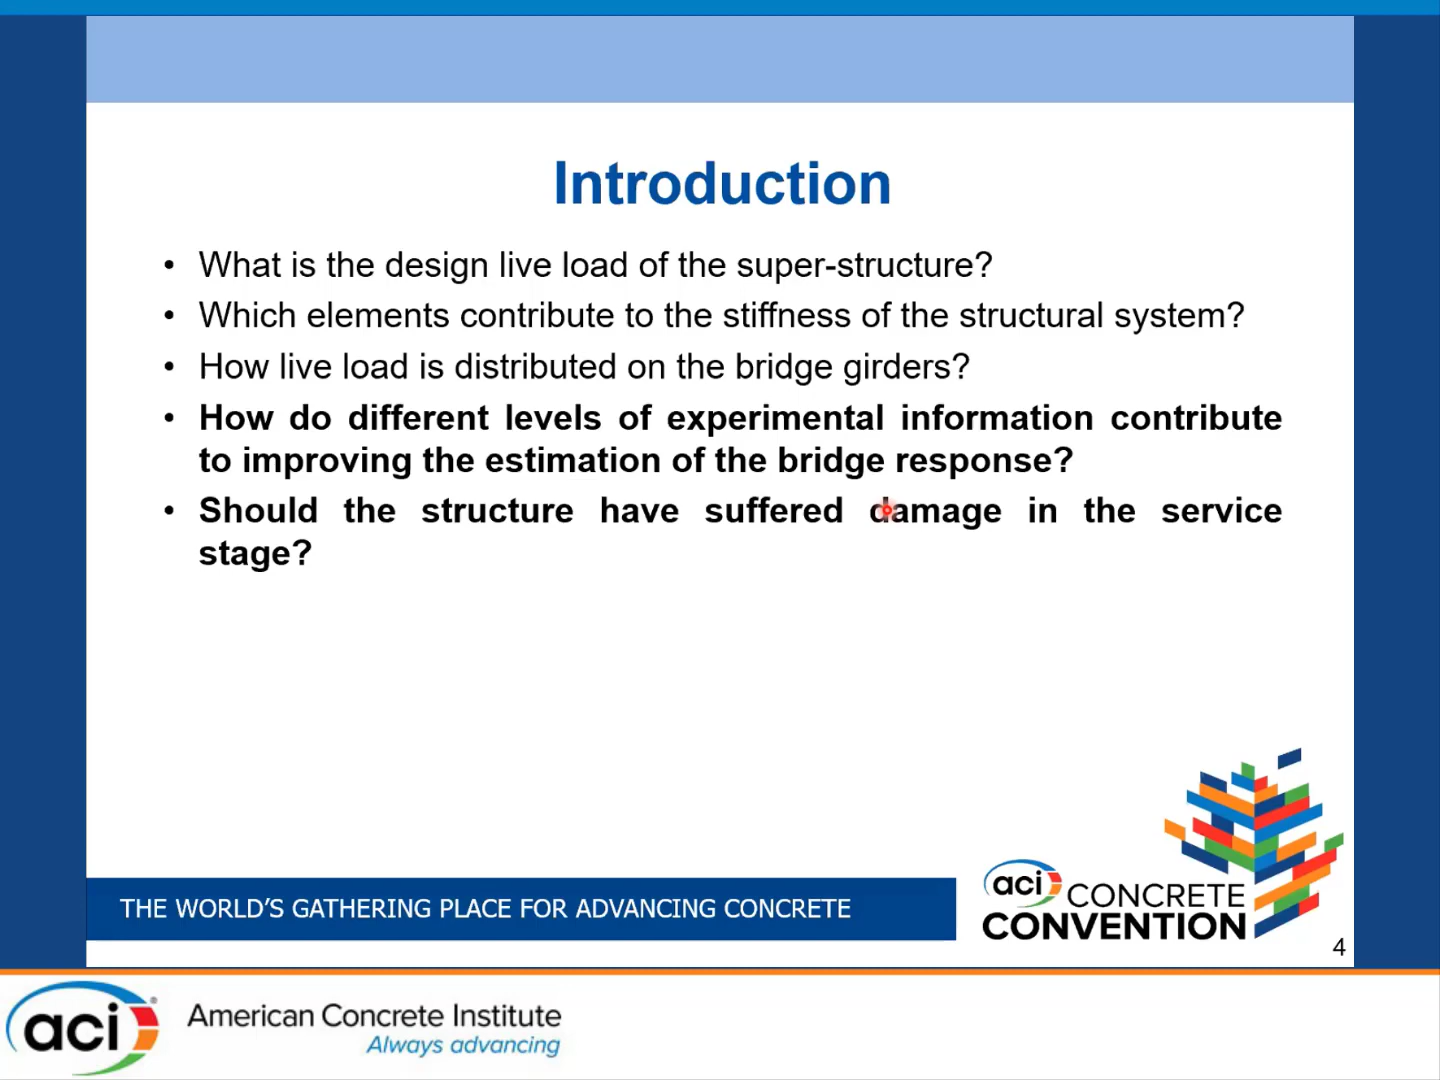 Introduction
• What is the design live load of the super-structure?
• Which elements contribute to the stiffness of the structural system?
• How live load is distributed on the bridge girders?
• How do different levels of experimental information contribute
to improving the estimation of the bridge response?
• Should the structure have suffered damage in the service
stage?
THE WORLD'S GATHERING PLACE FOR ADVANCING CONCRETE
aci CONCRETE
CONVENTION
4
aci®
American Concrete Institute
Always advancing